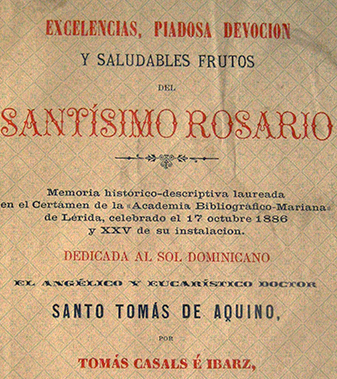 EXCELENCIAS, PIADOSA DEVOCION
Y SALUDABLES FRUTOS
DEL
SANTÍSIMO ROSARIO
Memoria histórico-descriptiva laureada
en el Certámen de la «Academia Bibliográfico-Mariana»
de Lérida, celebrado el 17 octubre 1886
y XXV de su instalacion.
DEDICADA AL SOL DOMINICANO
EL ANGÉLICO Y EUCARÍSTICO DOCTOR
SANTO TOMÁS DE AQUINO,
POR
TOMÁS CASALS É IBARZ,